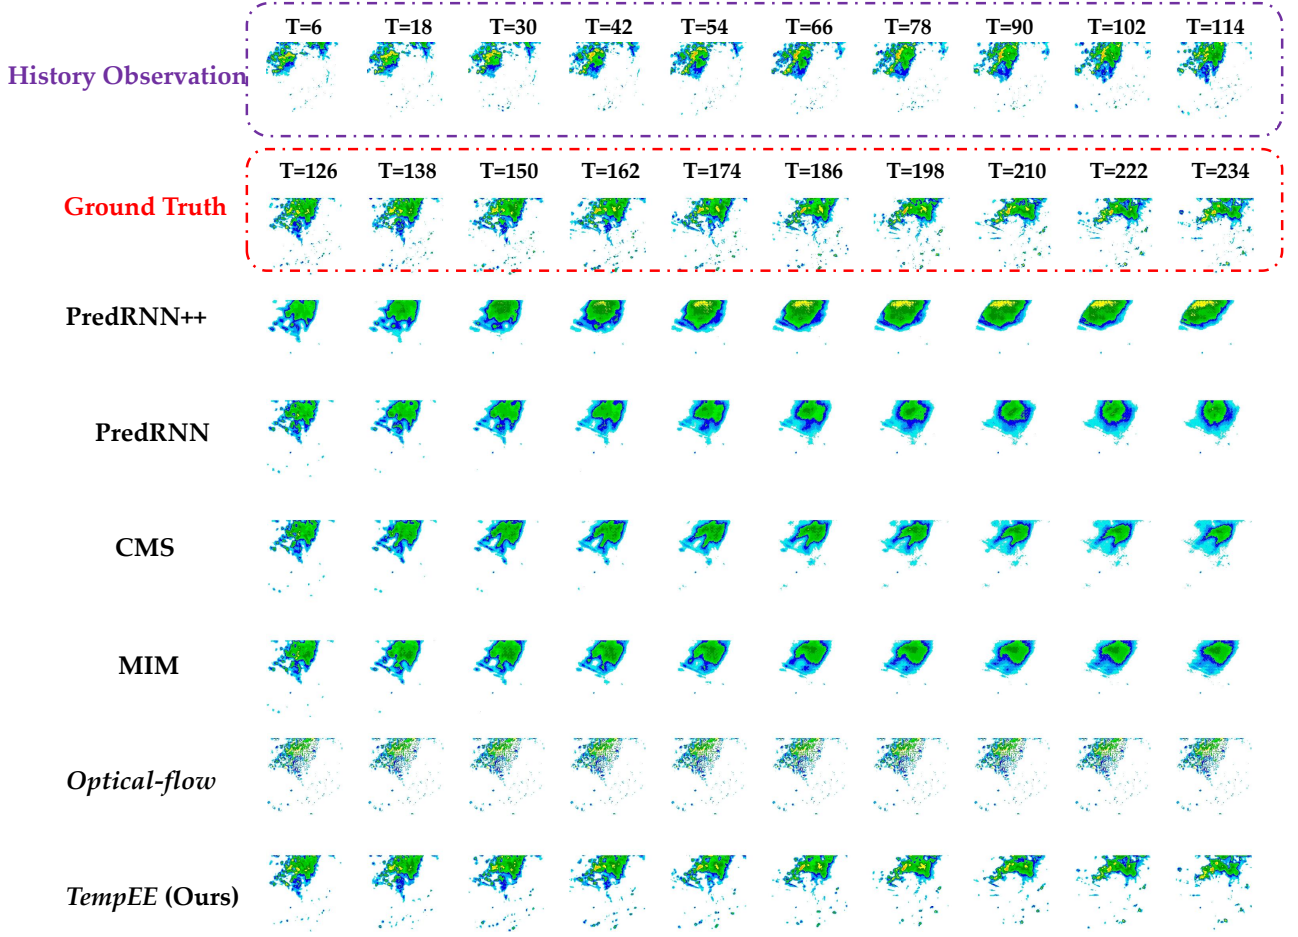 T=6 T=18 T=30 T=42 T=54 T=66 T=78 T=90 T=102 T=114
History Observation
T=126 T=138 T=150 T=162 T=174 T=186 T=198 T=210 T=222 T=234
Ground Truth
PredRNN++
PredRNN
CMS
MIM
Optical-flow
TempEE (Ours)